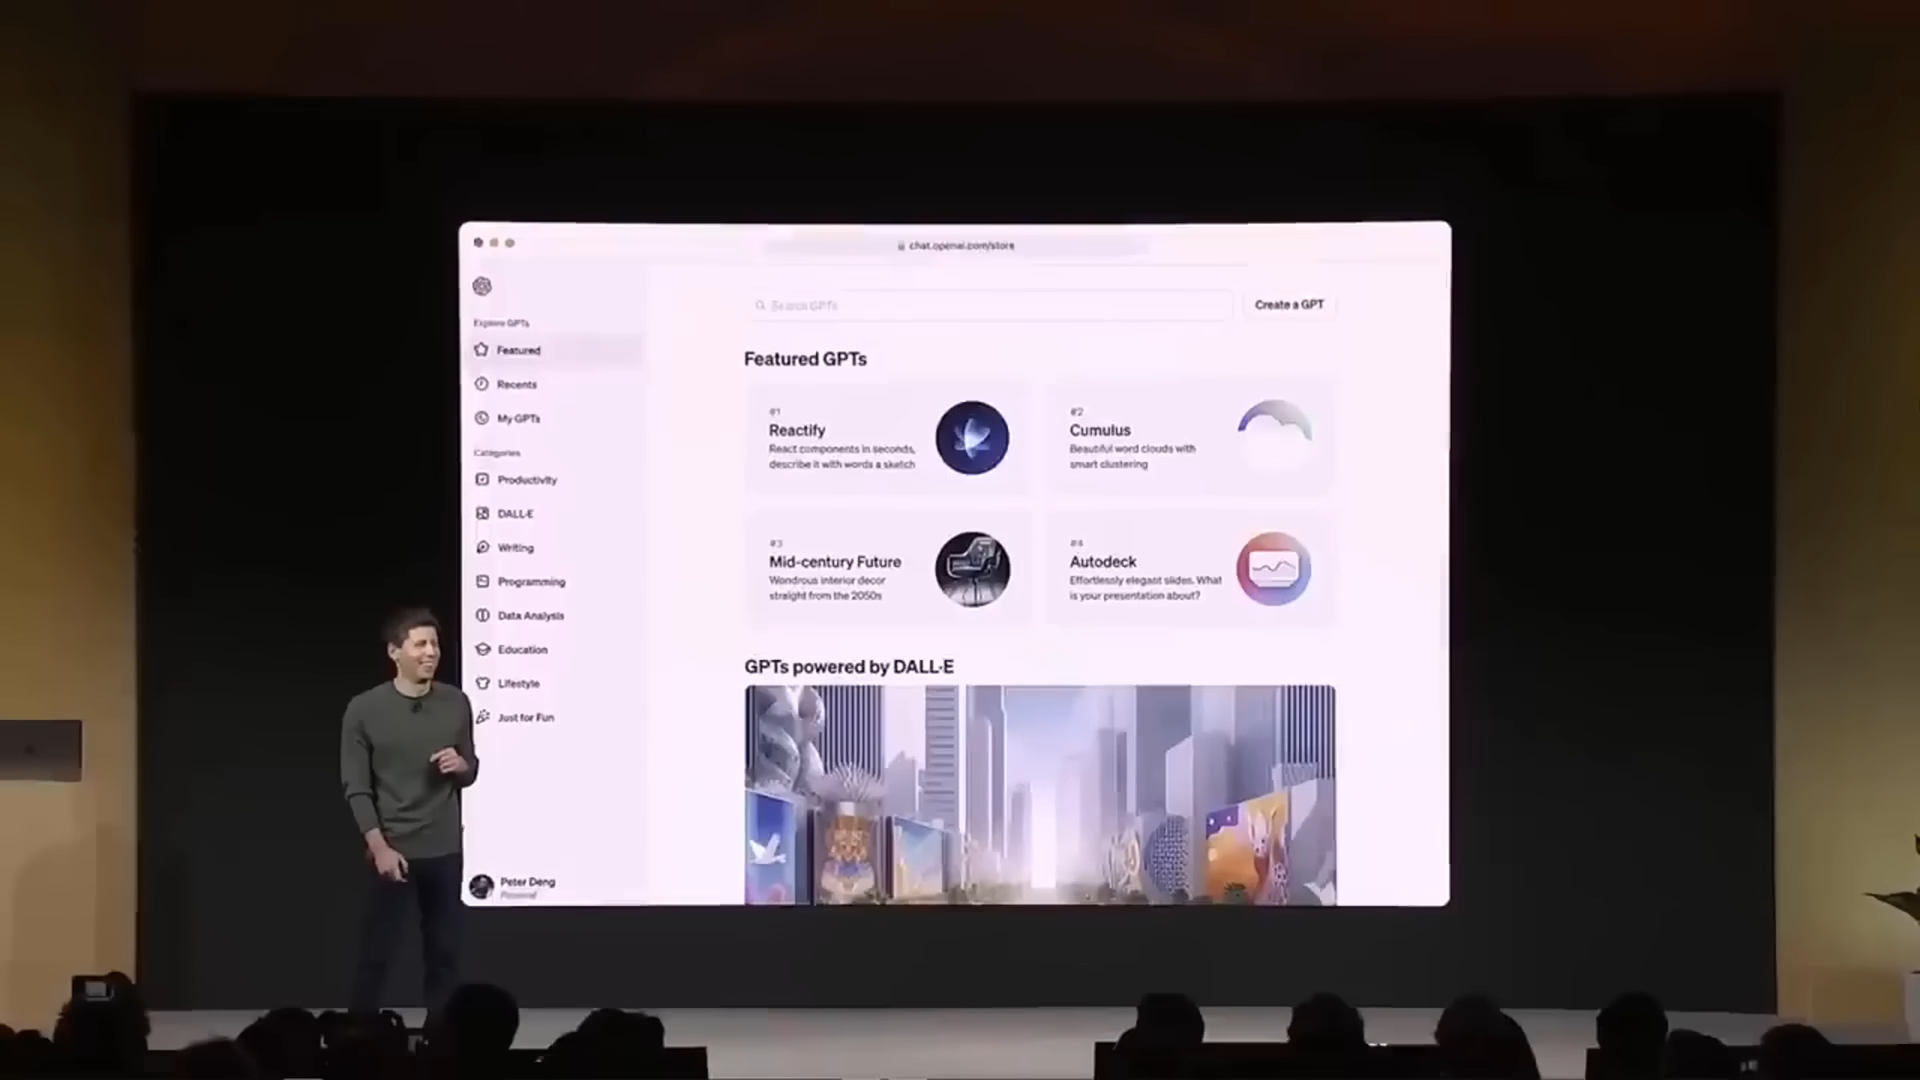 chat.openai.com/store
Search GPTs
Create a GPT
Explore GPTs
Featured
Recents
My GPTs
Categories
Productivity
DALL·E
Writing
Programming
Data Analysis
Education
Lifestyle
Just for Fun
Peter Deng
Personal
Featured GPTs
#1
Reactify
React components in seconds,
describe it with words a sketch
#2
Cumulus
Beautiful word clouds with
smart clustering
#3
Mid-century Future
Wondrous interior decor
straight from the 2050s
#4
Autodeck
Effortlessly elegant slides. What
is your presentation about?
GPTs powered by DALL·E